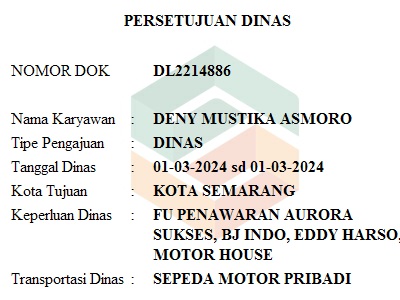 PERSETUJUAN DINAS
NOMOR DOK DL2214886
Nama Karyawan : DENY MUSTIKA ASMORO
Tipe Pengajuan : DINAS
Tanggal Dinas : 01-03-2024 sd 01-03-2024
Kota Tujuan : KOTA SEMARANG
Keperluan Dinas : FU PENAWARAN AURORA
SUKSES, BJ INDO, EDDY HARSO,
MOTOR HOUSE
Transportasi Dinas : SEPEDA MOTOR PRIBADI